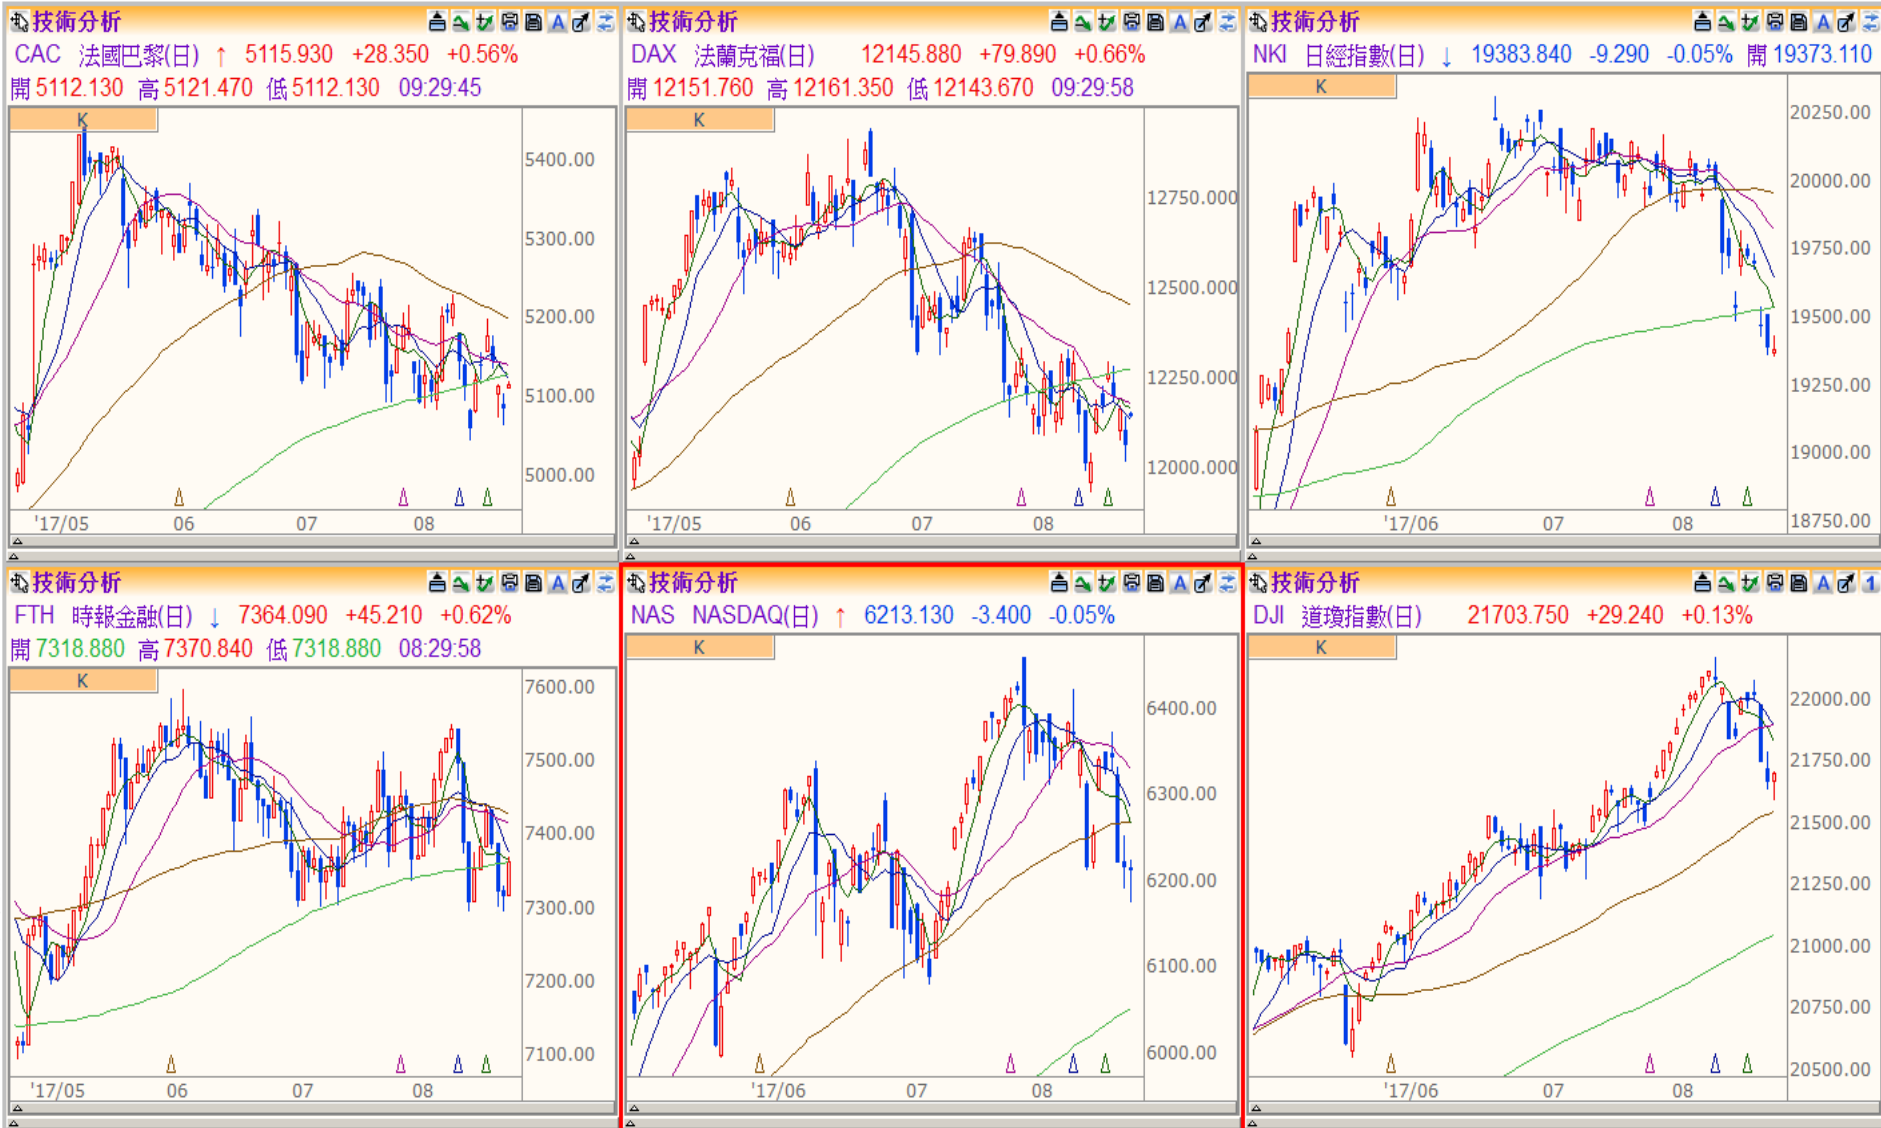 技術分析
CAC 法國巴黎(日) ↑ 5115.930 +28.350 +0.56%
開 5112.130 高 5121.470 低 5112.130 09:29:45
K
5400.00
5300.00
5200.00
5100.00
5000.00
'17/05 06 07 08
技術分析
DAX 法蘭克福(日) 12145.880 +79.890 +0.66%
開 12151.760 高 12161.350 低 12143.670 09:29:58
K
12750.000
12500.000
12250.000
12000.000
'17/05 06 07 08
技術分析
NKI 日經指數(日) ↓ 19383.840 -9.290 -0.05% 開 19373.110
K
20250.00
20000.00
19750.00
19500.00
19250.00
19000.00
18750.00
'17/06 07 08
技術分析
FTH 時報金融(日) ↓ 7364.090 +45.210 +0.62%
開 7318.880 高 7370.840 低 7318.880 08:29:58
K
7600.00
7500.00
7400.00
7300.00
7200.00
7100.00
'17/05 06 07 08
技術分析
NAS NASDAQ(日) ↑ 6213.130 -3.400 -0.05%
K
6400.00
6300.00
6200.00
6100.00
6000.00
'17/06 07 08
技術分析
DJI 道瓊指數(日) 21703.750 +29.240 +0.13%
K
22000.00
21750.00
21500.00
21250.00
21000.00
20750.00
20500.00
'17/06 07 08